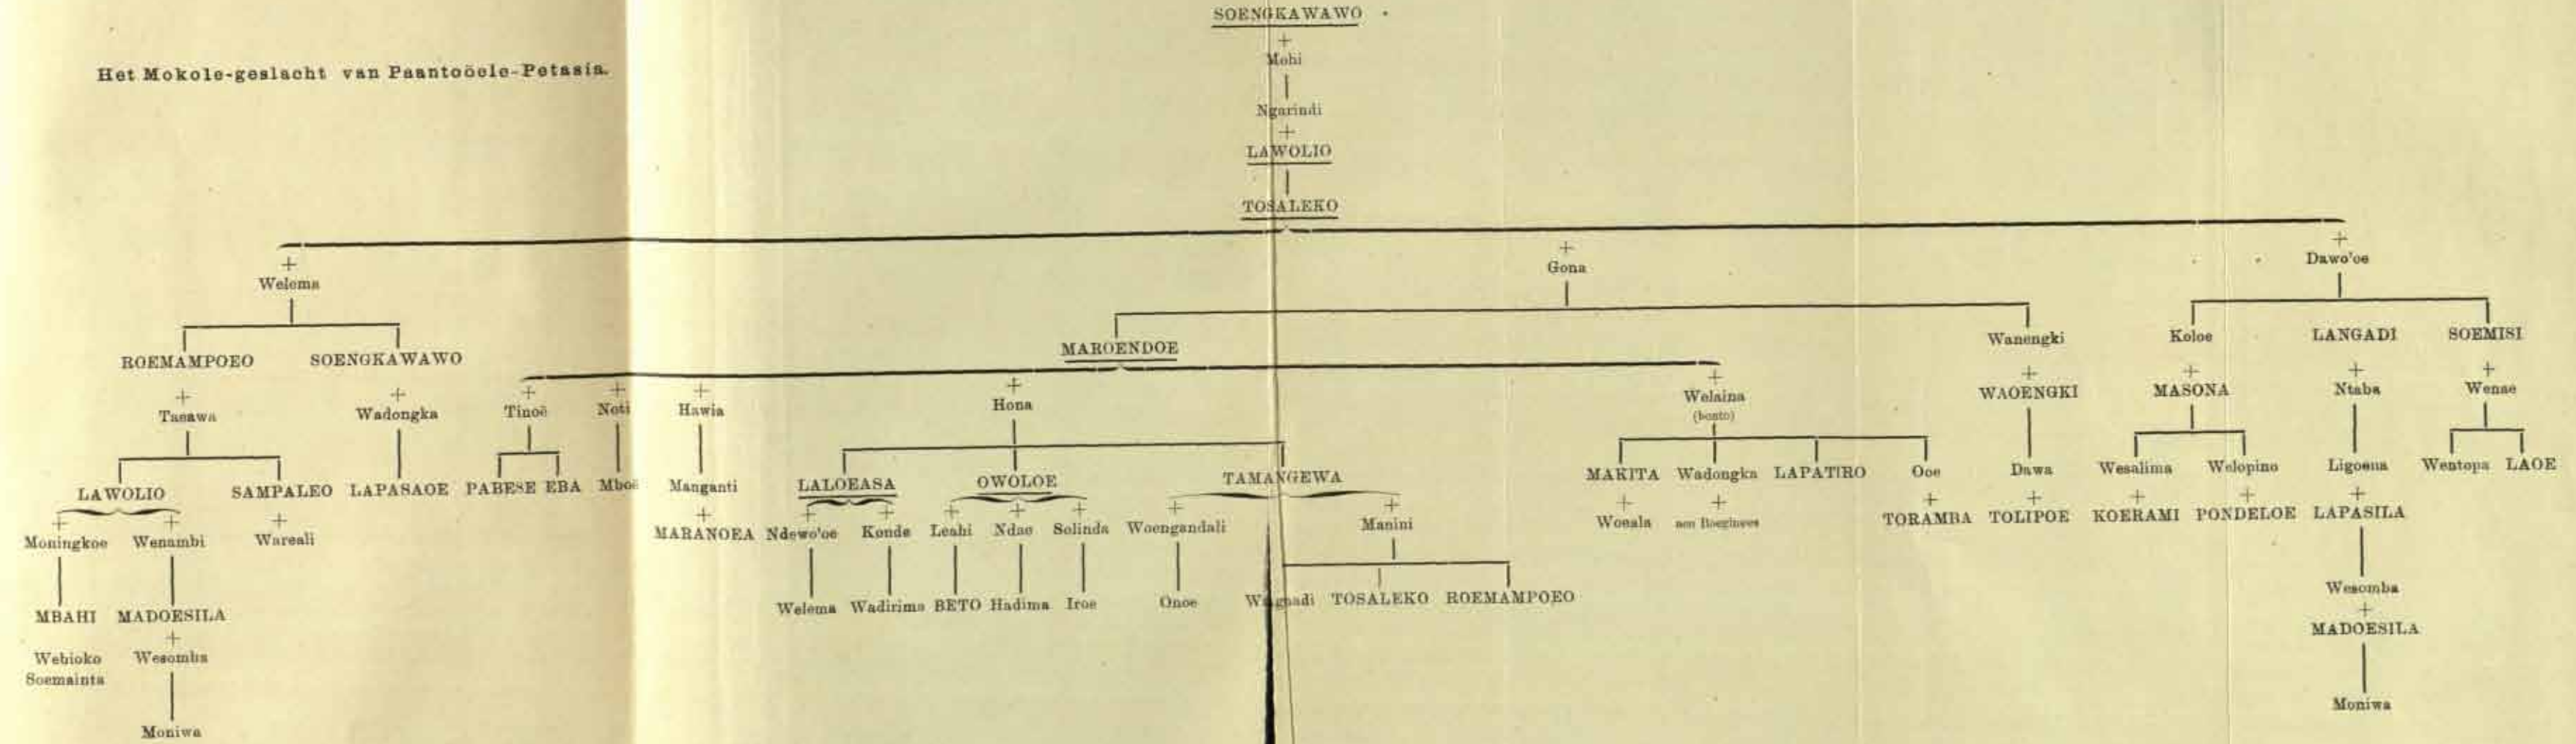 SOENGKAWAWO
Het Mokole-geslacht van Paantoöele-Petasia.
+
Mohi
Ngarindi
+
LAWOLIO
TOSALEKO
+ + +
Welema Gona Dawo'oe
ROEMAMPOEO SOENGKAWAWO MAROENDOE Wanengki Koloe LANGADI SOEMISI
+ + + + + + + + + + +
Taeawa Wadongka Tinoë Noti Hawia Hona Welaina WAOENGKI MASONA Ntaba Wenae
(bonto)
LAWOLIO SAMPALEO LAPASAOE PABESE EBA Mboë Manganti LALOEASA OWOLOE TAMANGEWA MAKITA Wadongka LAPATIRO Ooe Dawa Wesalima Welopino Ligoena Wentopa LAOE
+ + + + + + + + + + + + + + + + + +
Moningkoe Wenambi Wareali MARANOEA Ndewo'oe Konde Leahi Ndae Solinda Woengandali Manini Woeala een Boeginees TORAMBA TOLIPOE KOERAMI PONDELOE LAPASILA
MBAHI MADOESILA Welema Wadirima BETO Hadima Iroe Onoe TOSALEKO ROEMAMPOEO Wesomba
+ +
Webioko Wesomba MADOESILA
Soemainta
Moniwa Moniwa